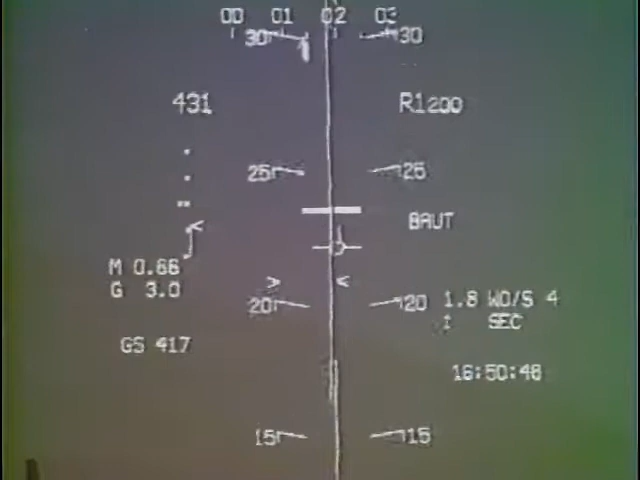 00 01 02 03
30 30
431 R1200
25 25
BAUT
M 0.66
G 3.0
20 20 1.8 WO/S 4
SEC
GS 417
16:50:46
15 15